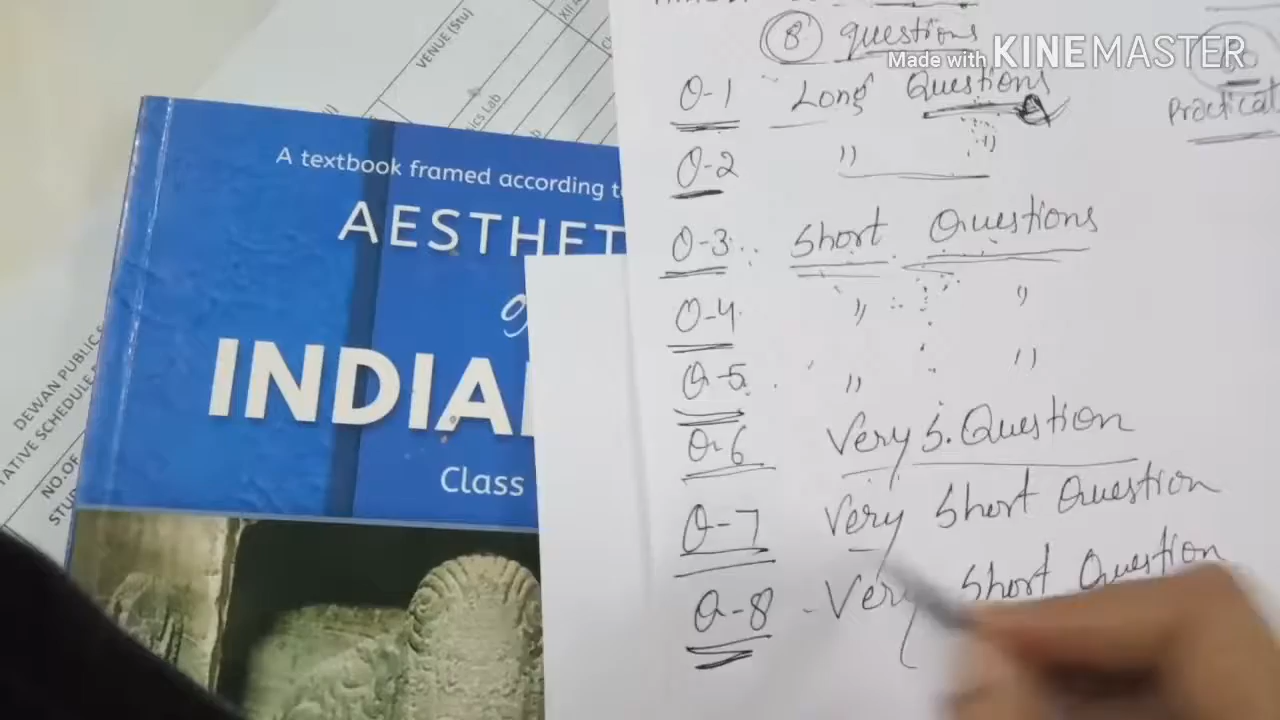 8 questions
Made with KINEMASTER
Q-1 Long Questions
Practical
Q-2 " "
Q-3 Short Questions
Q-4 " "
Q-5 " "
Q-6 Very S. Question
Q-7 Very Short Question
Q-8 - Very Short Question
A textbook framed according
AESTHET
INDIA
Class
VENUE (Stu)
XII
Lab
DEWAN PUBLIC
TATIVE SCHEDULE
NO.OF
STU